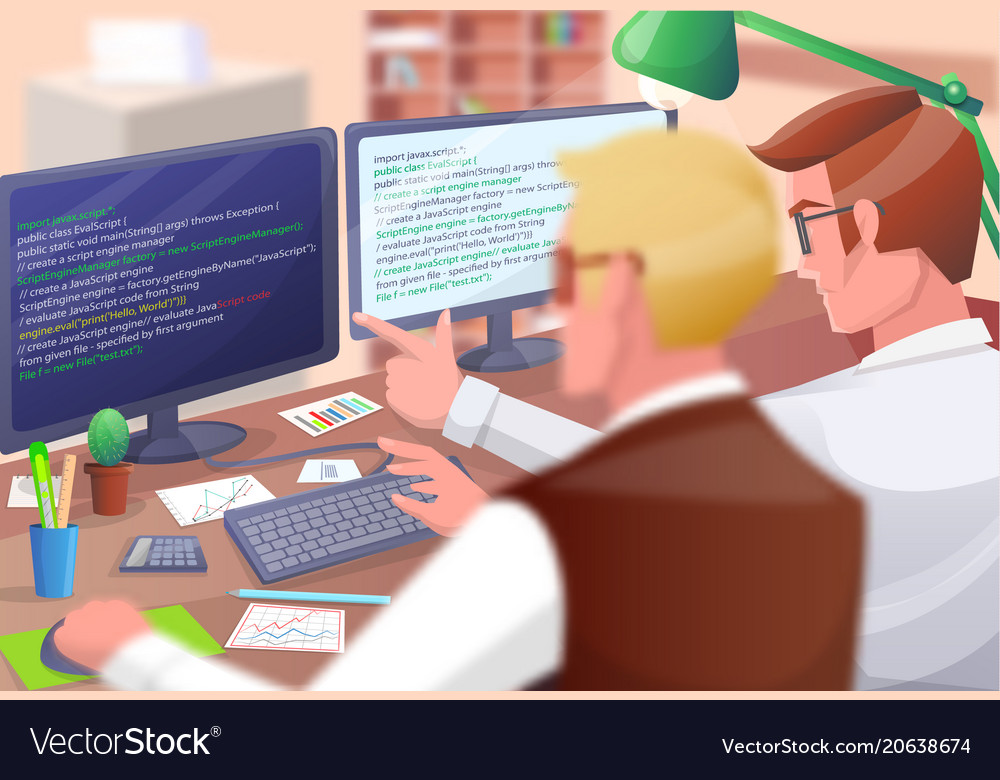 import javax.script.*;
public class EvalScript {
public static void main(String[] args) throws Exception {
// create a script engine manager
ScriptEngineManager factory = new ScriptEngineManager();
// create a JavaScript engine
ScriptEngine engine = factory.getEngineByName("JavaScript");
/ evaluate JavaScript code from String
engine.eval("print('Hello, World')")}}
// create JavaScript engine// evaluate JavaScript code
from given file - specified by first argument
File f = new File("test.txt");
import javax.script.*;
public class EvalScript {
public static void main(String[] args) throw
// create a script engine manager
ScriptEngineManager factory = new ScriptEng
// create a JavaScript engine
ScriptEngine engine = factory.getEngineByN
/ evaluate JavaScript code from String
engine.eval("print('Hello, World')")}}
// create JavaScript engine// evaluate Java
from given file - specified by first argume
File f = new File("test.txt");
VectorStock®
VectorStock.com/20638674